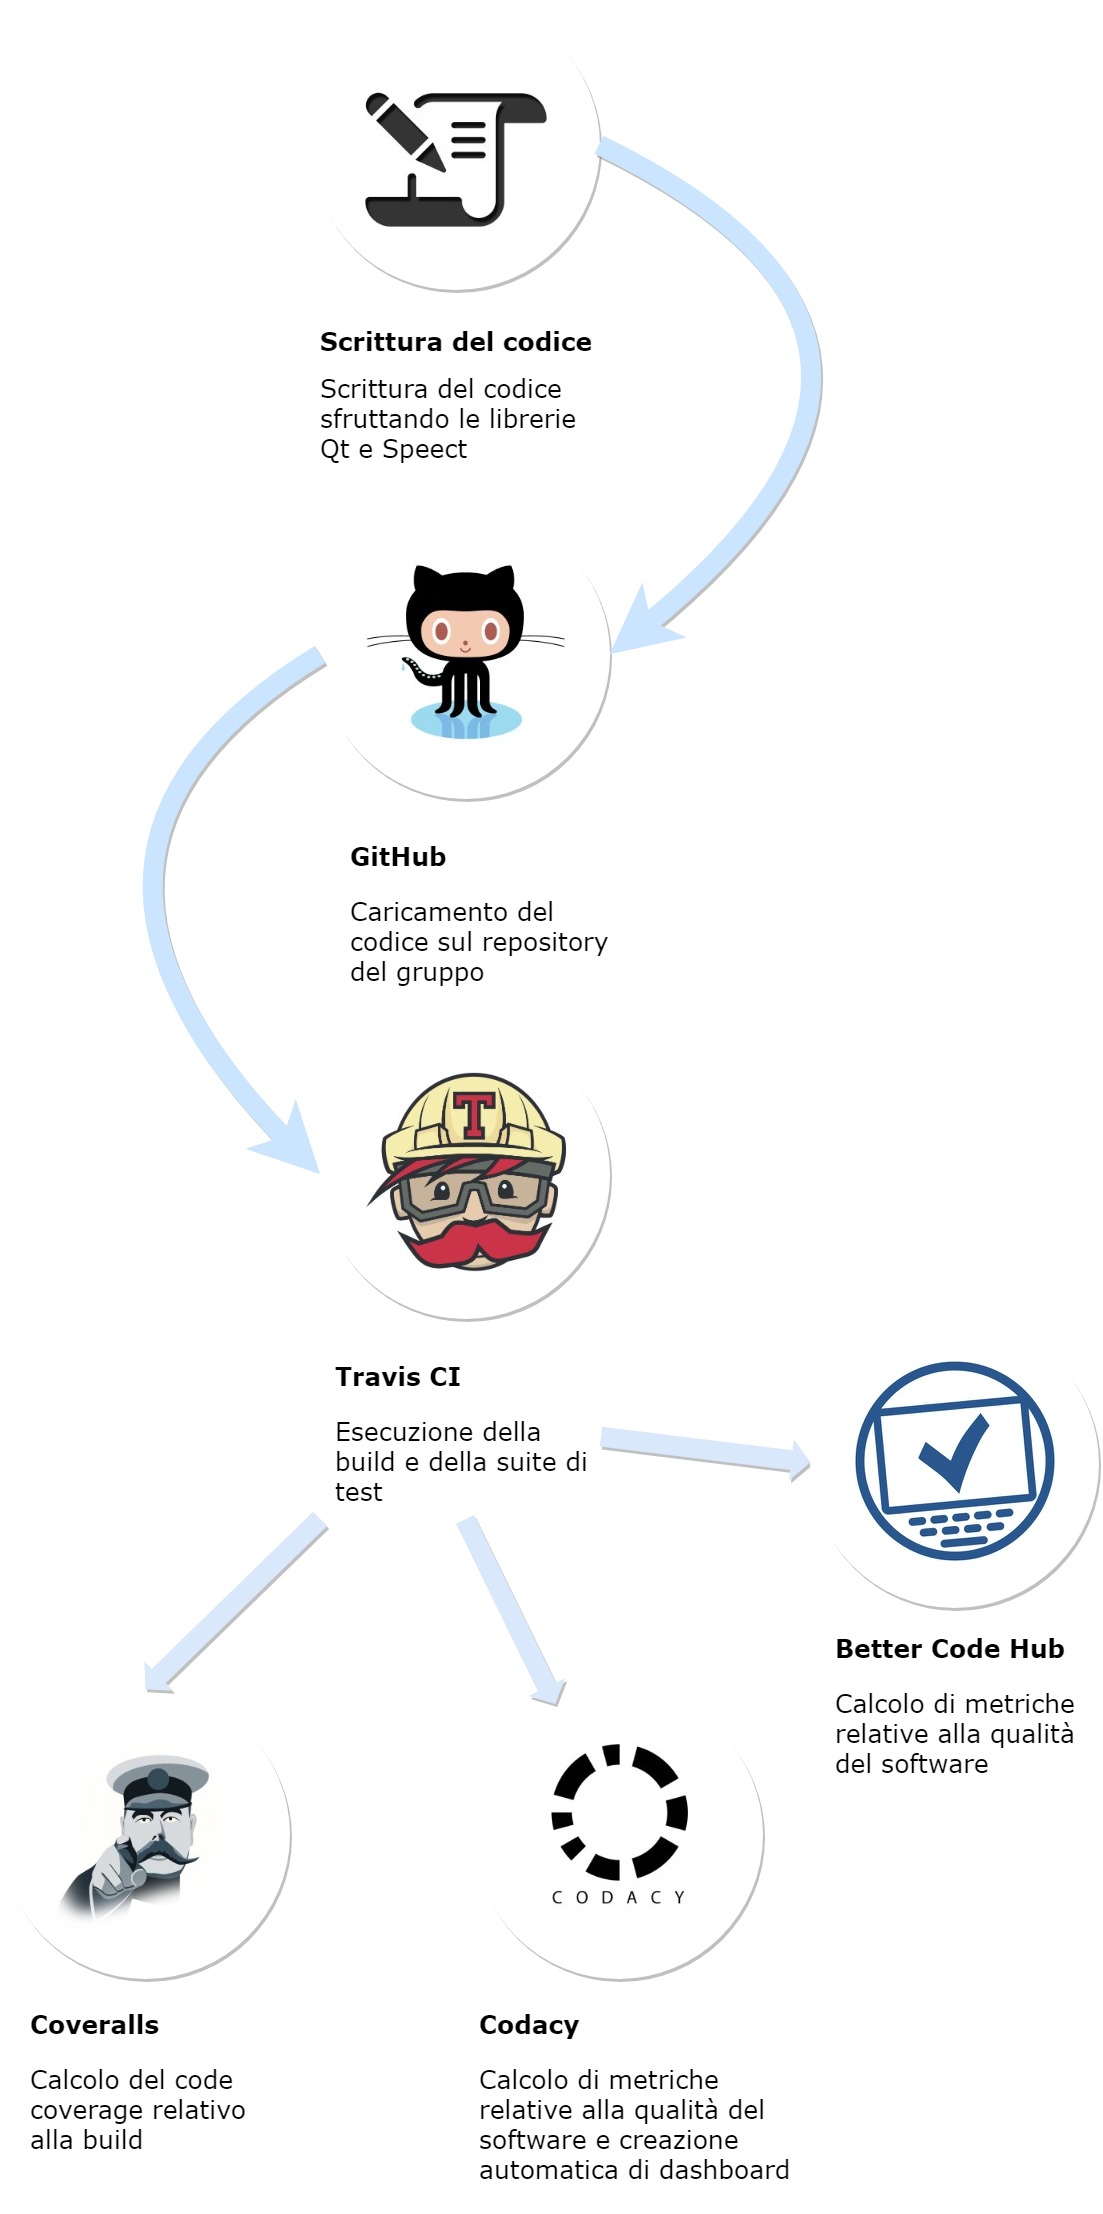 Scrittura del codice
Scrittura del codice
sfruttando le librerie
Qt e Speect
GitHub
Caricamento del
codice sul repository
del gruppo
T
Travis CI
Esecuzione della
build e della suite di
test
Better Code Hub
Calcolo di metriche
relative alla qualità
del software
CODACY
Coveralls
Calcolo del code
coverage relativo
alla build
Codacy
Calcolo di metriche
relative alla qualità del
software e creazione
automatica di dashboard